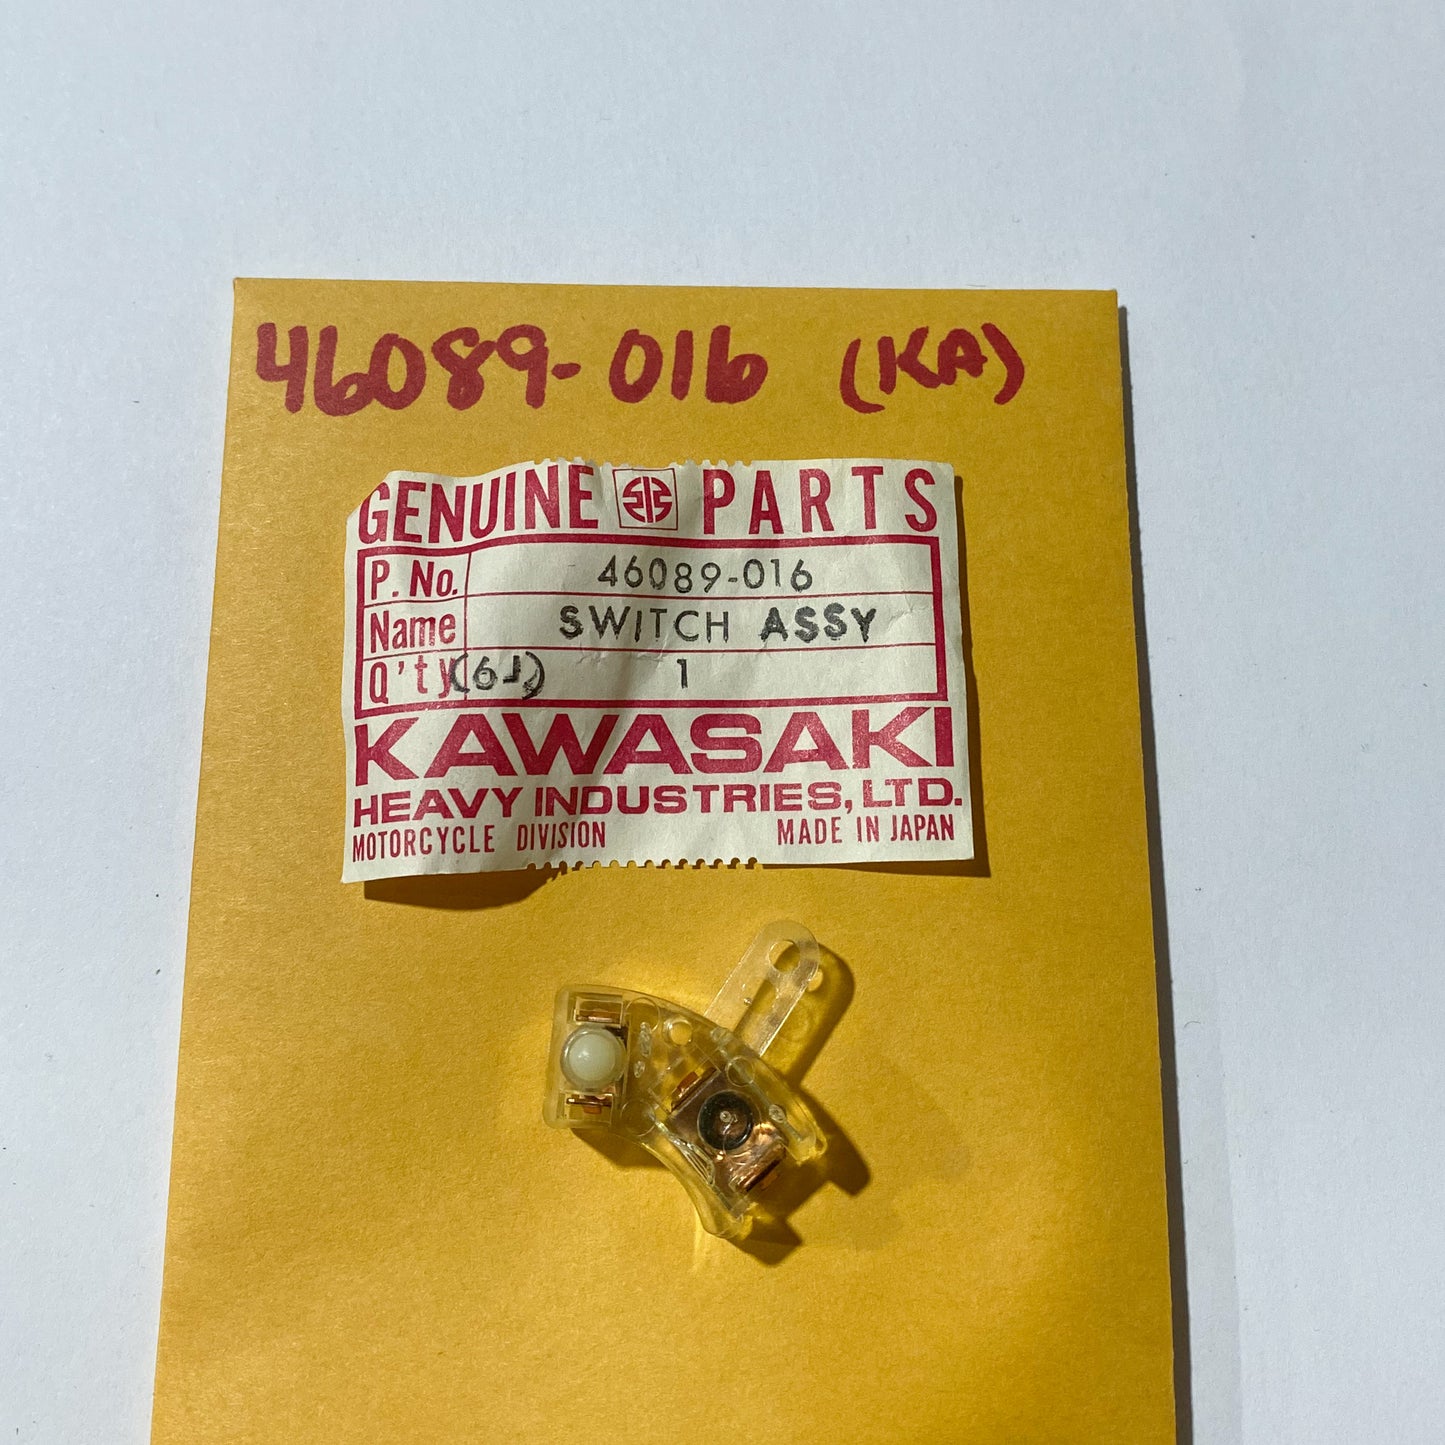 46089-016 (KA)
GENUINE PARTS
P. No. 46089-016
Name SWITCH ASSY
Q'ty (6J) 1
KAWASAKI
HEAVY INDUSTRIES, LTD.
MOTORCYCLE DIVISION MADE IN JAPAN